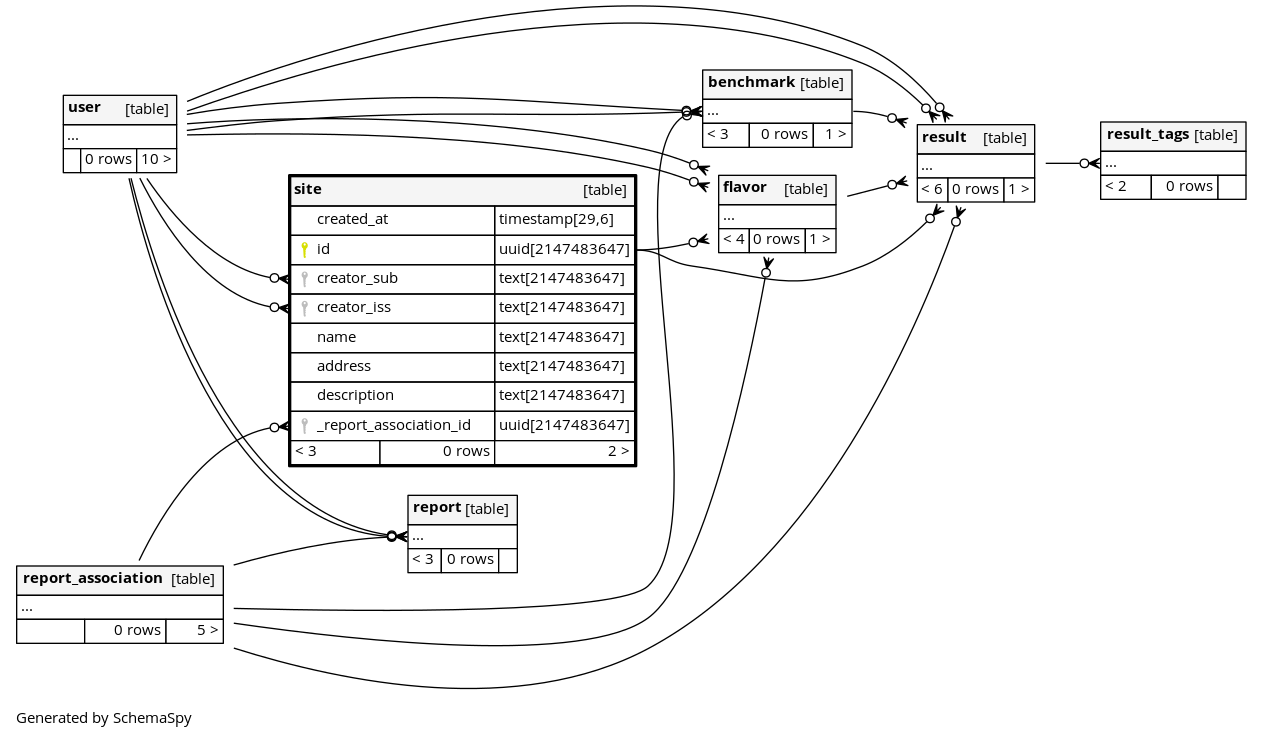 user [table]
...
0 rows 10 >
benchmark [table]
...
< 3 0 rows 1 >
result [table]
...
< 6 0 rows 1 >
result_tags [table]
...
< 2 0 rows
flavor [table]
...
< 4 0 rows 1 >
site [table]
created_at timestamp[29,6]
id uuid[2147483647]
creator_sub text[2147483647]
creator_iss text[2147483647]
name text[2147483647]
address text[2147483647]
description text[2147483647]
_report_association_id uuid[2147483647]
< 3 0 rows 2 >
report [table]
...
< 3 0 rows
report_association [table]
...
0 rows 5 >
Generated by SchemaSpy